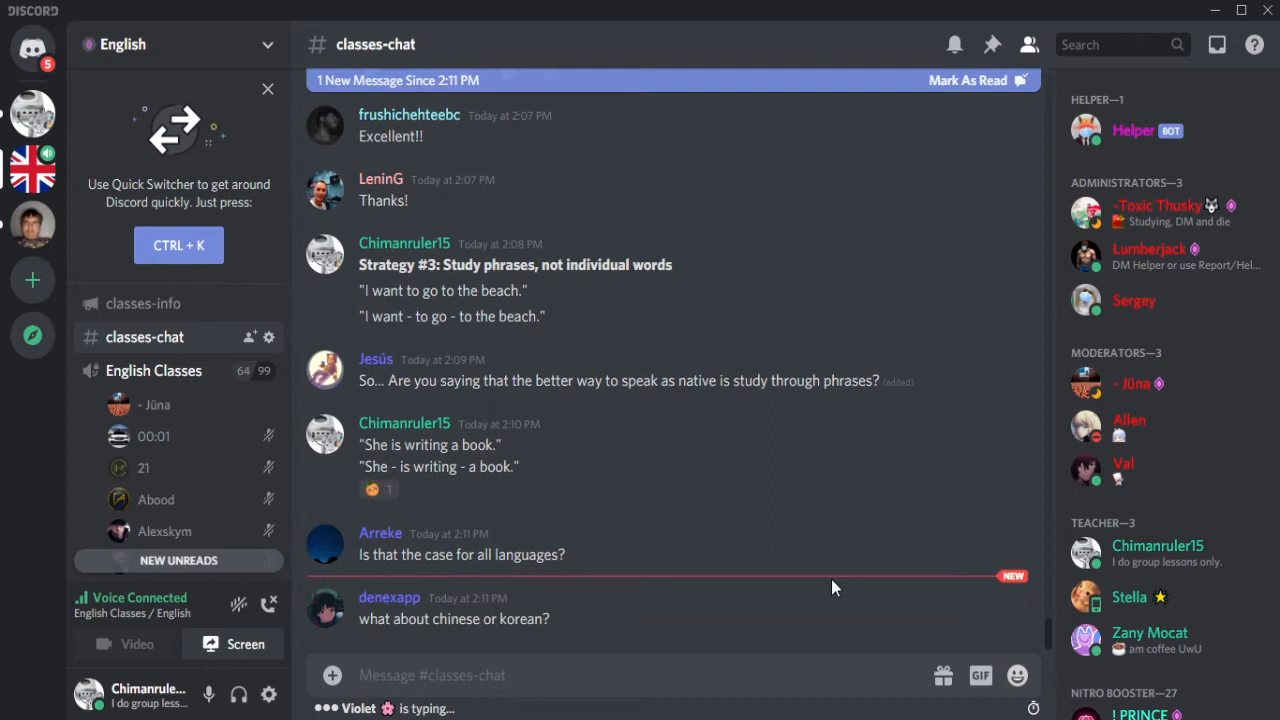 DISCORD
5
English
Use Quick Switcher to get around
Discord quickly. Just press:
CTRL + K
classes-info
# classes-chat
English Classes 64 99
- Jüna
00:01
21
Abood
Alexskym
NEW UNREADS
Voice Connected
English Classes / English
Video
Screen
Chimanrule...
I do group less...
# classes-chat
Search
1 New Message Since 2:11 PM Mark As Read
frushichehteebc Today at 2:07 PM
Excellent!!
LeninG Today at 2:07 PM
Thanks!
Chimanruler15 Today at 2:08 PM
Strategy #3: Study phrases, not individual words
"I want to go to the beach."
"I want - to go - to the beach."
Jesús Today at 2:09 PM
So... Are you saying that the better way to speak as native is study through phrases? (edited)
Chimanruler15 Today at 2:10 PM
"She is writing a book."
"She - is writing - a book."
1
Arreke Today at 2:11 PM
Is that the case for all languages?
NEW
denexapp Today at 2:11 PM
what about chinese or korean?
Message #classes-chat
GIF
Violet is typing...
HELPER—1
Helper BOT
ADMINISTRATORS—3
-Toxic Thusky
Studying, DM and die
Lumberjack
DM Helper or use Report/Hel...
Sergey
MODERATORS—3
- Jüna
Allen
Val
TEACHER—3
Chimanruler15
I do group lessons only.
Stella
Zany Mocat
am coffee UwU
NITRO BOOSTER—27
! PRINCE